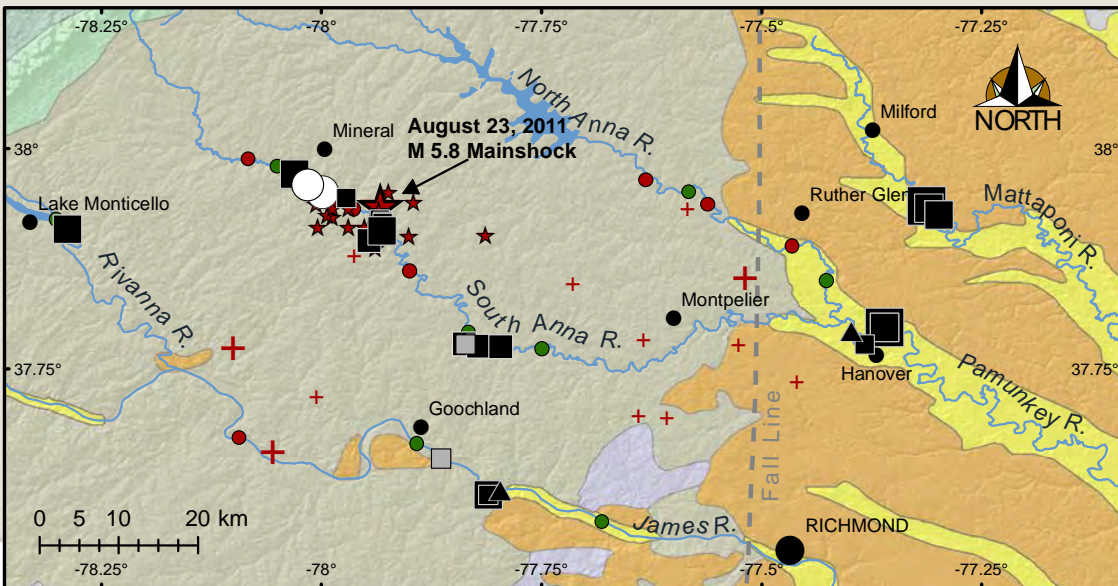 -78.25° -78° -77.75° -77.5° -77.25°
North Anna R.
Mineral
August 23, 2011
M 5.8 Mainshock
Milford
NORTH
38° 38°
Lake Monticello
Ruther Glen
Mattaponi R.
Rivanna R.
South Anna R.
Montpelier
37.75° 37.75°
Hanover
Pamunkey R.
Goochland
Fall Line
0 5 10 20 km
James R.
RICHMOND
-78.25° -78° -77.75° -77.5° -77.25°